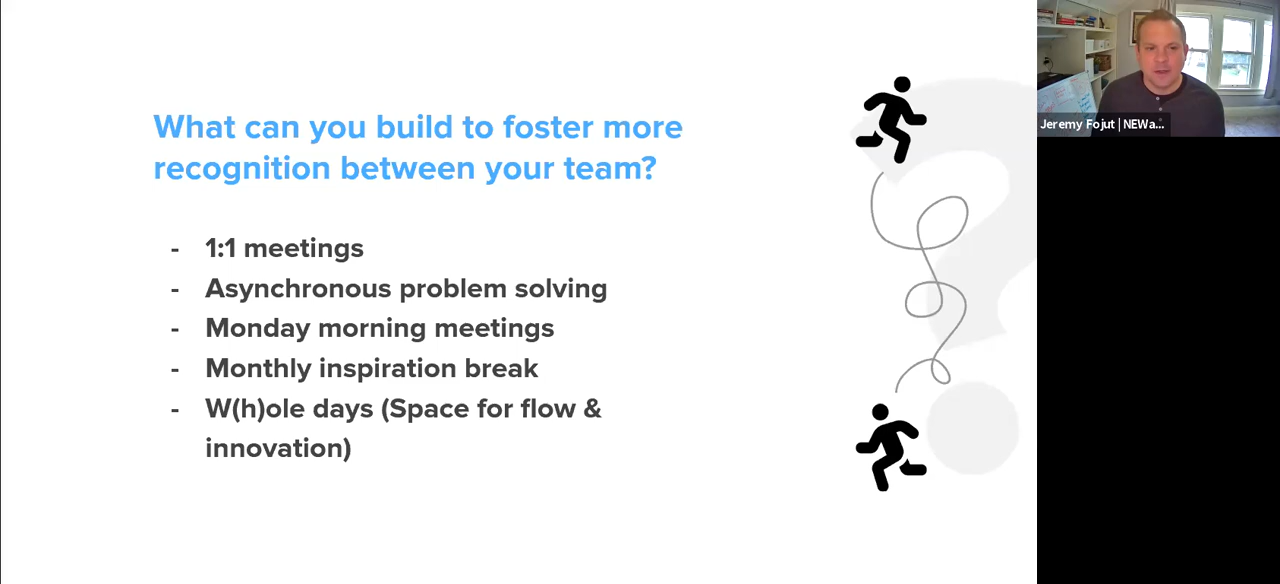 What can you build to foster more
recognition between your team?
- 1:1 meetings
- Asynchronous problem solving
- Monday morning meetings
- Monthly inspiration break
- W(h)ole days (Space for flow &
innovation)
Jeremy Fojut | NEWa...